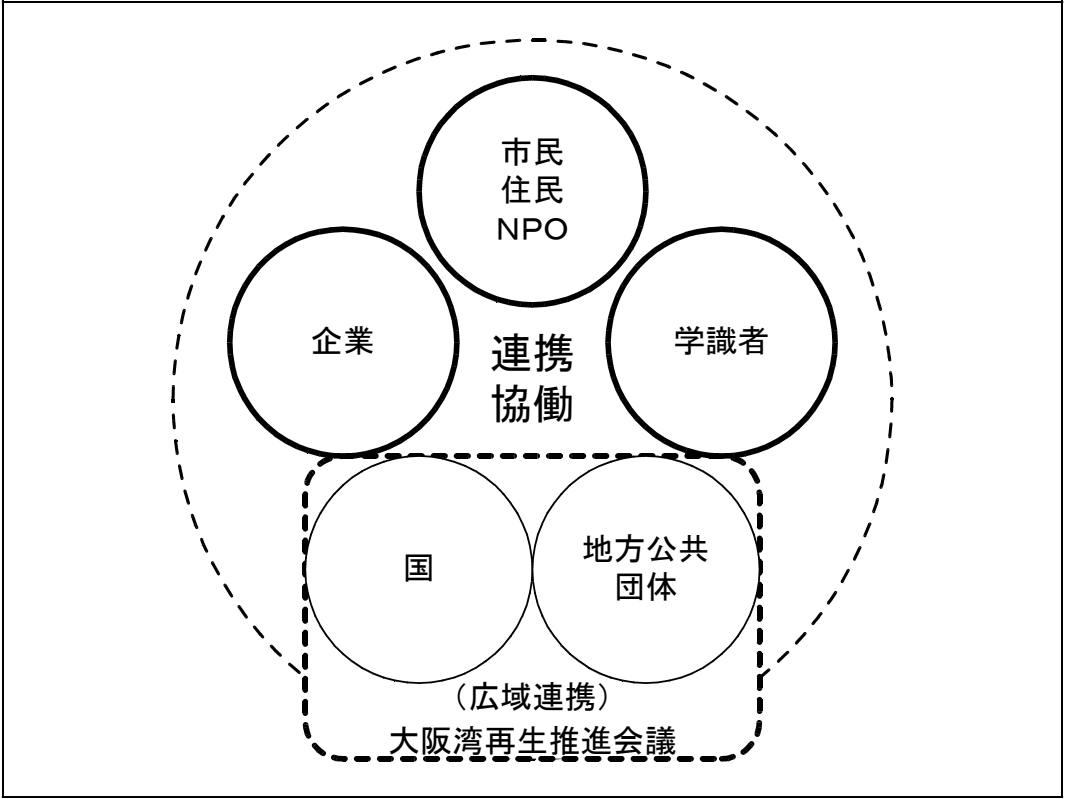 市民
住民
NPO
企業
学識者
連携
協働
国
地方公共
団体
（広域連携）
大阪湾再生推進会議